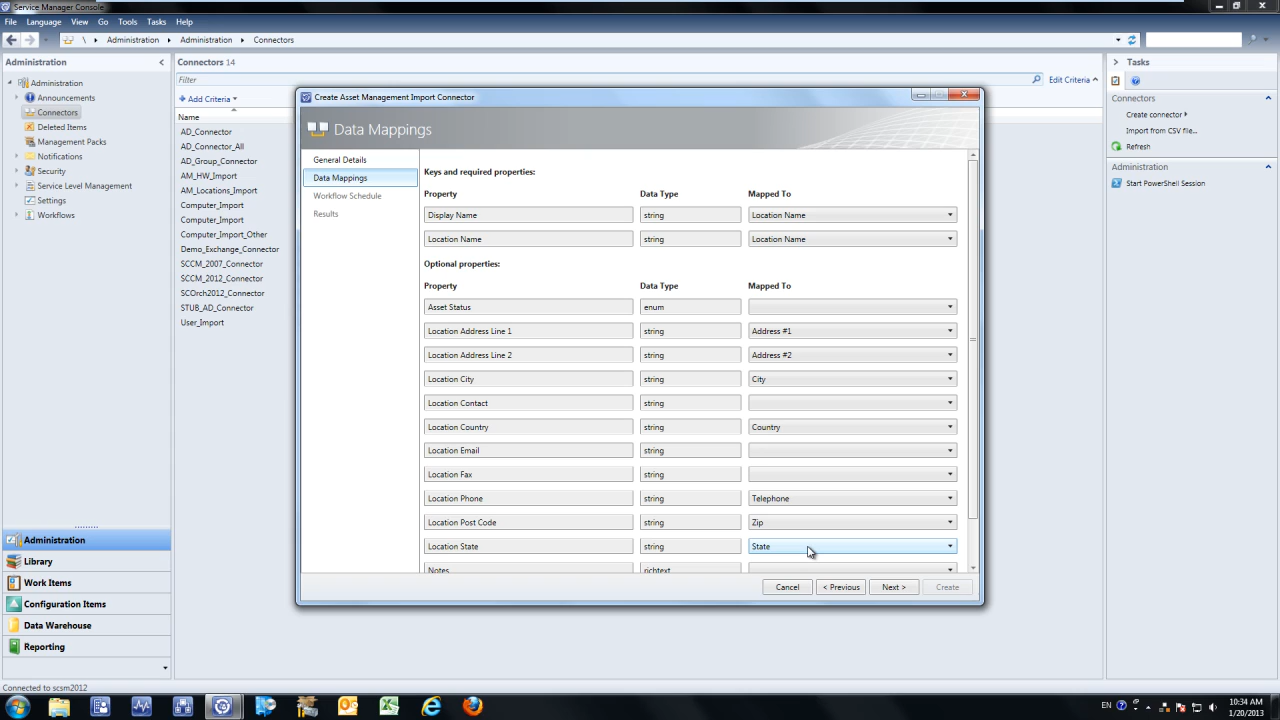 Service Manager Console
File Language View Go Tools Tasks Help
\ Administration Administration Connectors
Administration
Administration
Announcements
Connectors
Deleted Items
Management Packs
Notifications
Security
Service Level Management
Settings
Workflows
Administration
Library
Work Items
Configuration Items
Data Warehouse
Reporting
Connected to scsm2012
Connectors 14
Filter
Edit Criteria
Add Criteria
Name
AD_Connector
AD_Connector_All
AD_Group_Connector
AM_HW_Import
AM_Locations_Import
Computer_Import
Computer_Import
Computer_Import_Other
Demo_Exchange_Connector
SCCM_2007_Connector
SCCM_2012_Connector
SCOrch2012_Connector
STUB_AD_Connector
User_Import
Create Asset Management Import Connector
Data Mappings
General Details
Data Mappings
Workflow Schedule
Results
Keys and required properties:
Property Data Type Mapped To
Display Name string Location Name
Location Name string Location Name
Optional properties:
Property Data Type Mapped To
Asset Status enum
Location Address Line 1 string Address #1
Location Address Line 2 string Address #2
Location City string City
Location Contact string
Location Country string Country
Location Email string
Location Fax string
Location Phone string Telephone
Location Post Code string Zip
Location State string State
Notes richtext
Cancel < Previous Next > Create
Tasks
Connectors
Create connector
Import from CSV file...
Refresh
Administration
Start PowerShell Session
EN
10:34 AM
1/20/2013